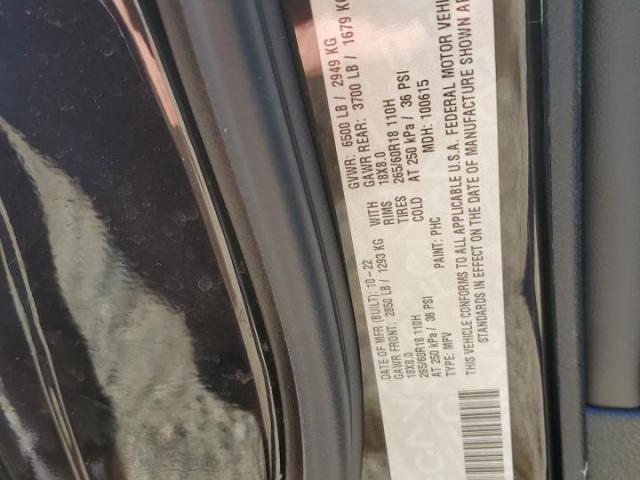 DATE OF MFR (BUILT): 10-22 GVWR: 6500 LB / 2949 KG
GAWR FRONT: 2850 LB / 1293 KG WITH GAWR REAR: 3700 LB / 1679 KG
18X8.0 RIMS 18X8.0
265/60R18 110H TIRES 265/60R18 110H
AT 250 kPa / 36 PSI COLD AT 250 kPa / 36 PSI
TYPE: MPV PAINT: PHC MDH: 100615
THIS VEHICLE CONFORMS TO ALL APPLICABLE U.S.A. FEDERAL MOTOR
STANDARDS IN EFFECT ON THE DATE OF MANUFACTURE SHOWN